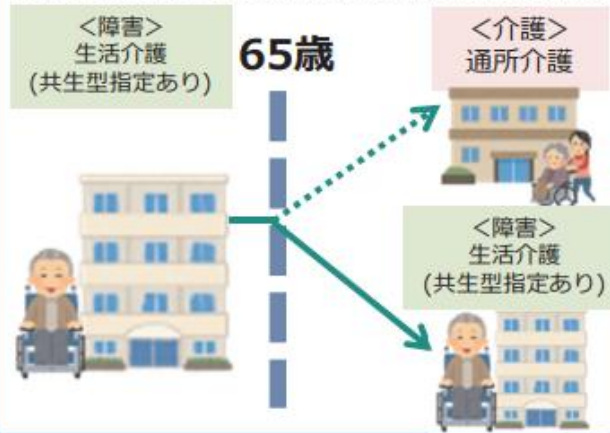 <障害>
生活介護
(共生型指定あり)
65歳
<介護>
通所介護
<障害>
生活介護
(共生型指定あり)